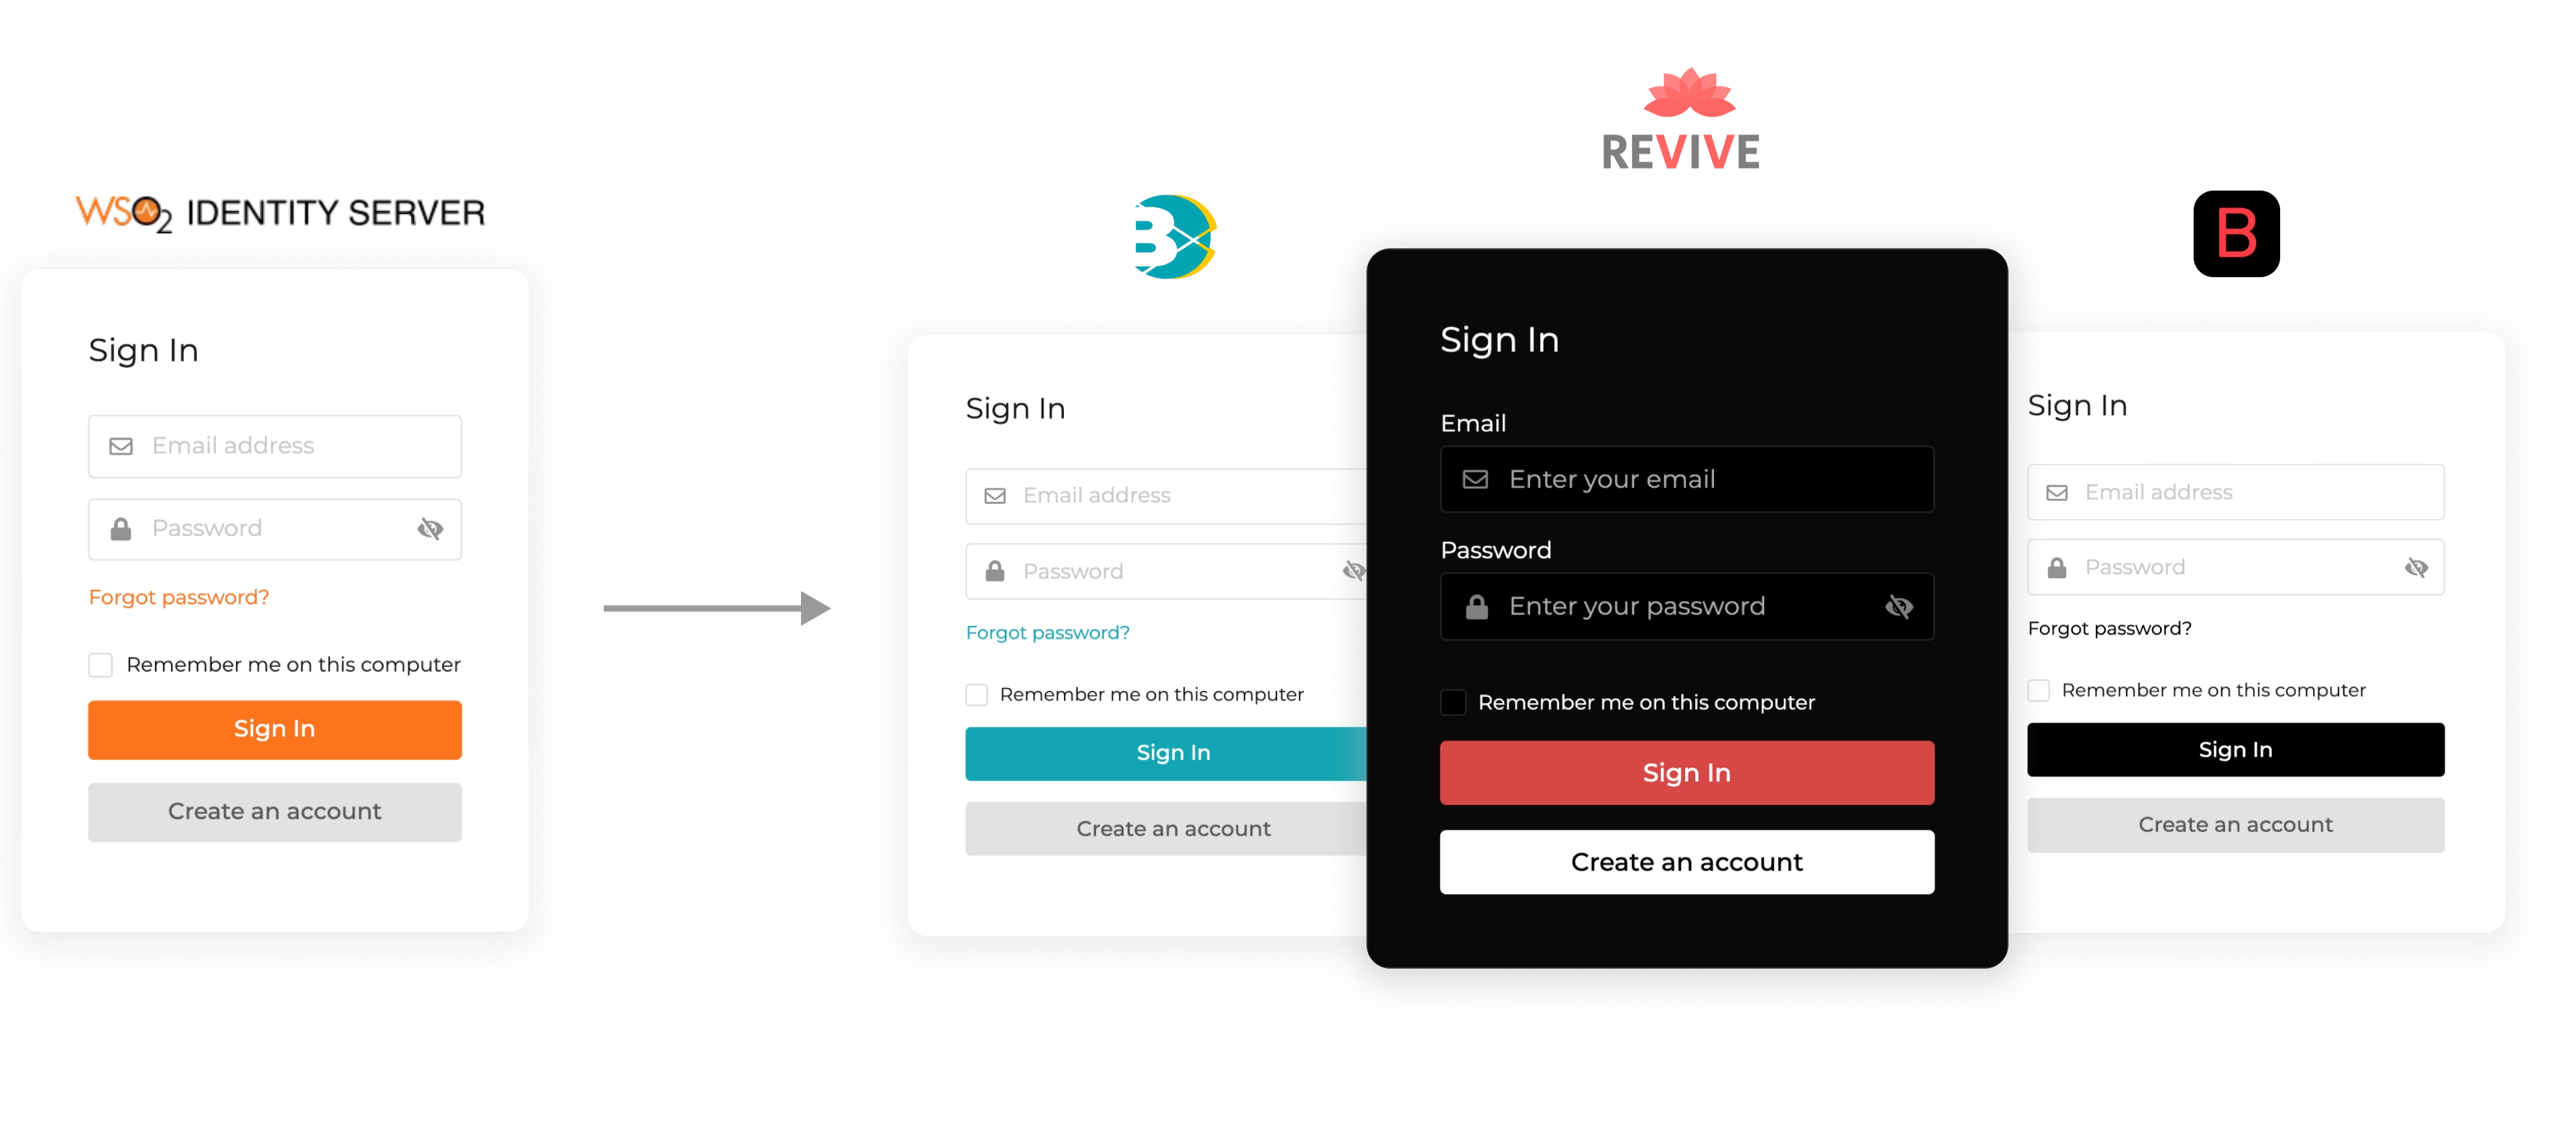 WSO2 IDENTITY SERVER
Sign In
Email address
Password
Forgot password?
Remember me on this computer
Sign In
Create an account
B
Sign In
Email address
Password
Forgot password?
Remember me on this computer
Sign In
Create an account
REVIVE
Sign In
Email
Enter your email
Password
Enter your password
Remember me on this computer
Sign In
Create an account
B
Sign In
Email address
Password
Forgot password?
Remember me on this computer
Sign In
Create an account